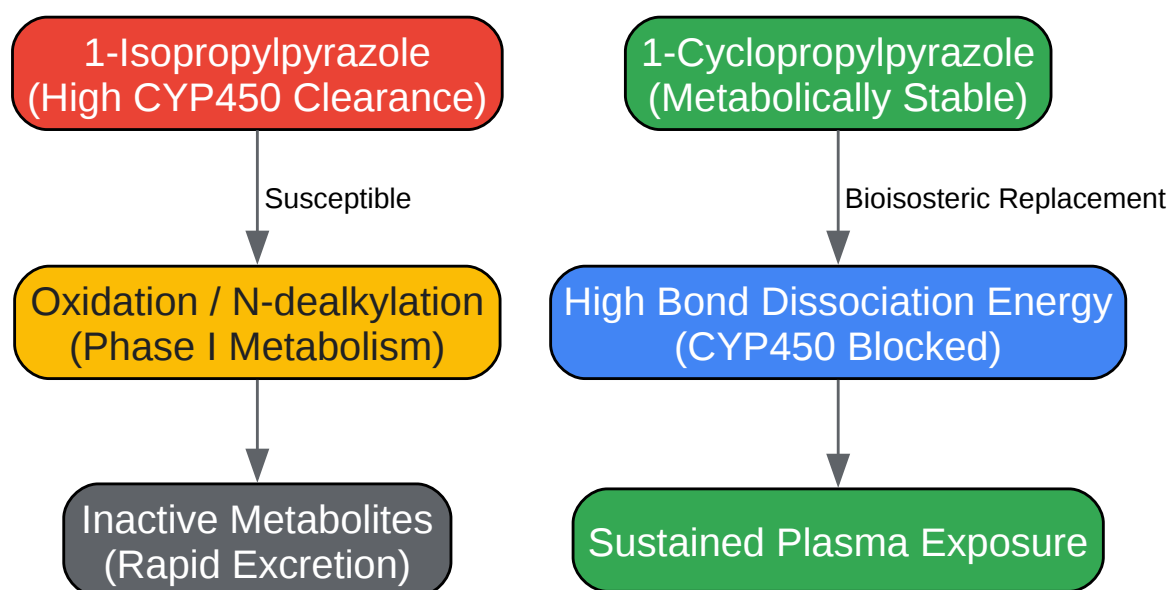 1-Isopropylpyrazole
(High CYP450 Clearance)
Susceptible
Oxidation / N-dealkylation
(Phase I Metabolism)
Inactive Metabolites
(Rapid Excretion)
1-Cyclopropylpyrazole
(Metabolically Stable)
Bioisosteric Replacement
High Bond Dissociation Energy
(CYP450 Blocked)
Sustained Plasma Exposure